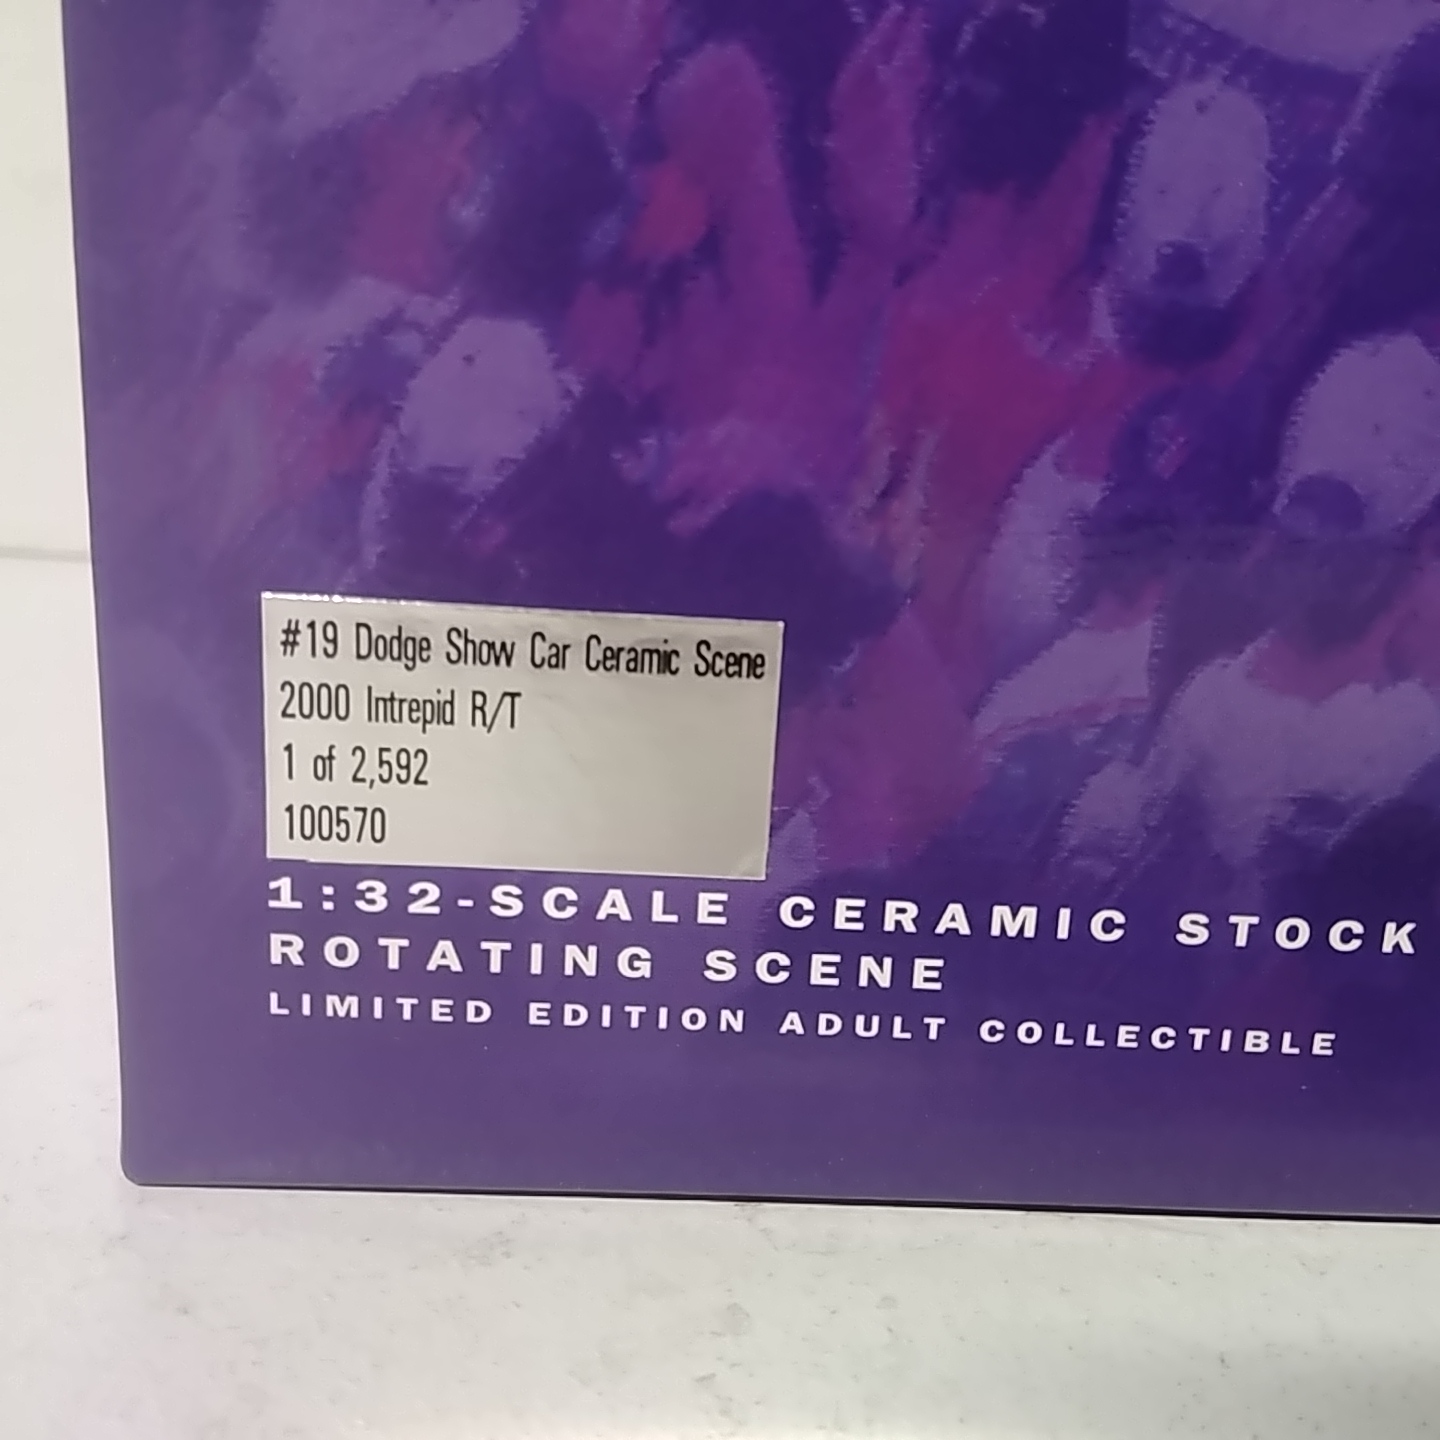 #19 Dodge Show Car Ceramic Scene
2000 Intrepid R/T
1 of 2,592
100570
1:32-SCALE CERAMIC STOCK
ROTATING SCENE
LIMITED EDITION ADULT COLLECTIBLE